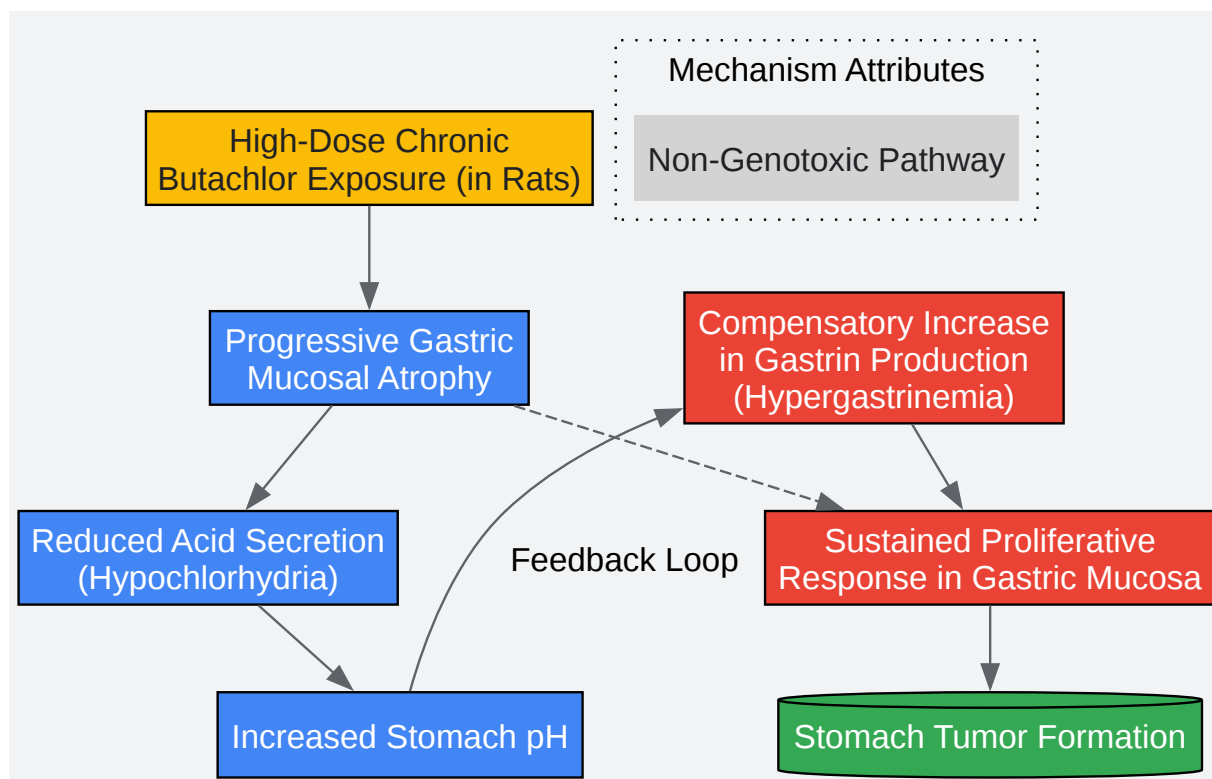 Mechanism Attributes
Non-Genotoxic Pathway
High-Dose Chronic
Butachlor Exposure (in Rats)
Progressive Gastric
Mucosal Atrophy
Compensatory Increase
in Gastrin Production
(Hypergastrinemia)
Reduced Acid Secretion
(Hypochlorhydria)
Feedback Loop
Sustained Proliferative
Response in Gastric Mucosa
Increased Stomach pH
Stomach Tumor Formation